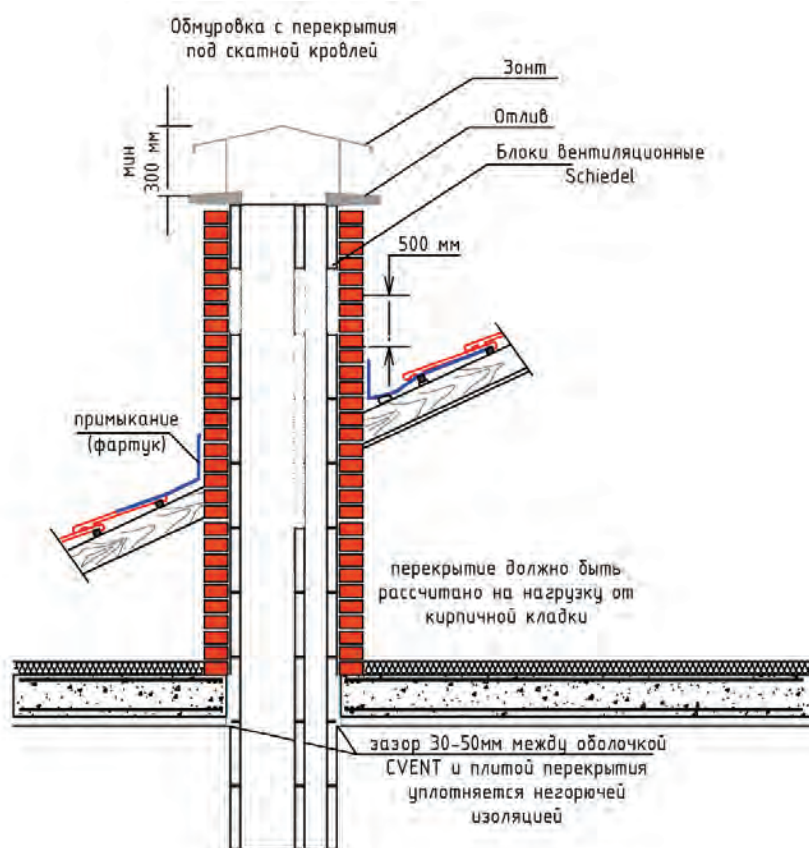 Обмуровка с перекрытия
под скатной кровлей
Зонт
Отлив
Блоки вентиляционные
Schiedel
мин
300 мм
500 мм
примыкание
(фартук)
перекрытие должно быть
рассчитано на нагрузку от
кирпичной кладки
зазор 30-50мм между оболочкой
CVENT и плитой перекрытия
уплотняется негорючей
изоляцией